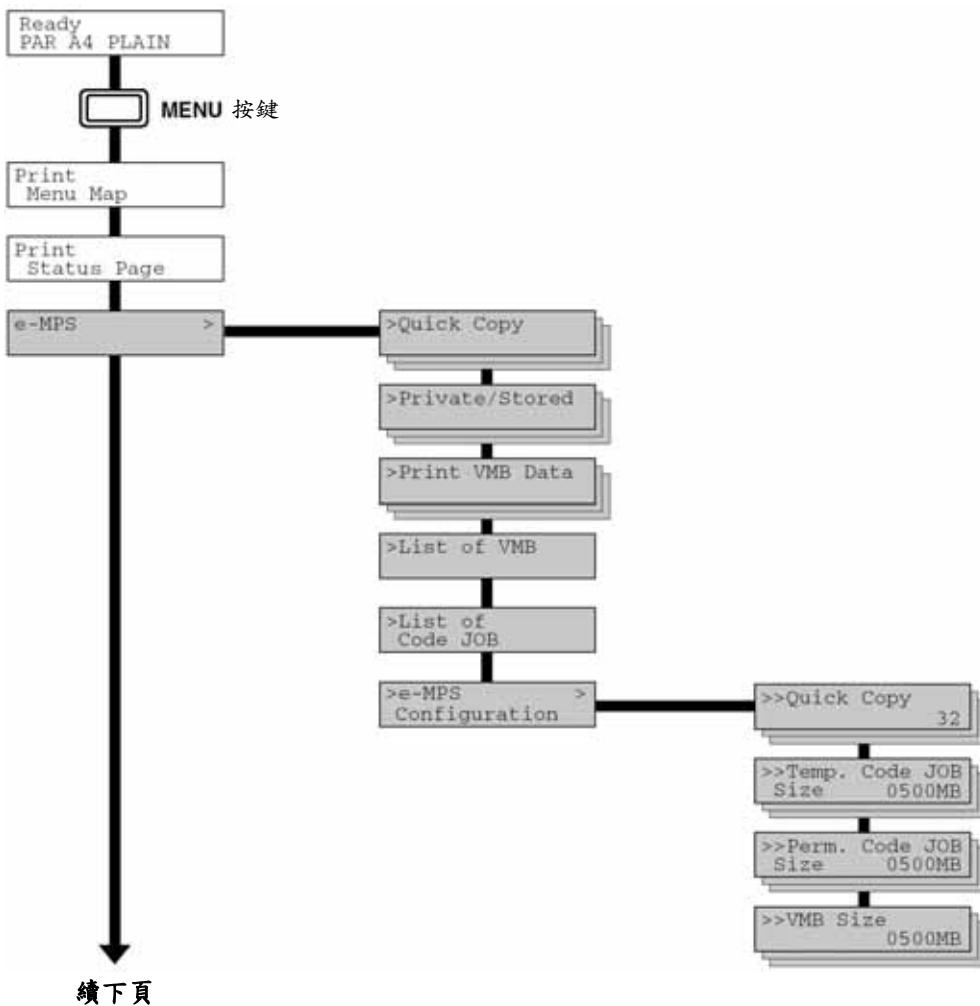 Ready
PAR A4 PLAIN
MENU 按鍵
Print
Menu Map
Print
Status Page
e-MPS >
>Quick Copy
>Private/Stored
>Print VMB Data
>List of VMB
>List of
Code JOB
>e-MPS >
Configuration
>>Quick Copy
32
>>Temp. Code JOB
Size 0500MB
>>Perm. Code JOB
Size 0500MB
>>VMB Size
0500MB
續下頁